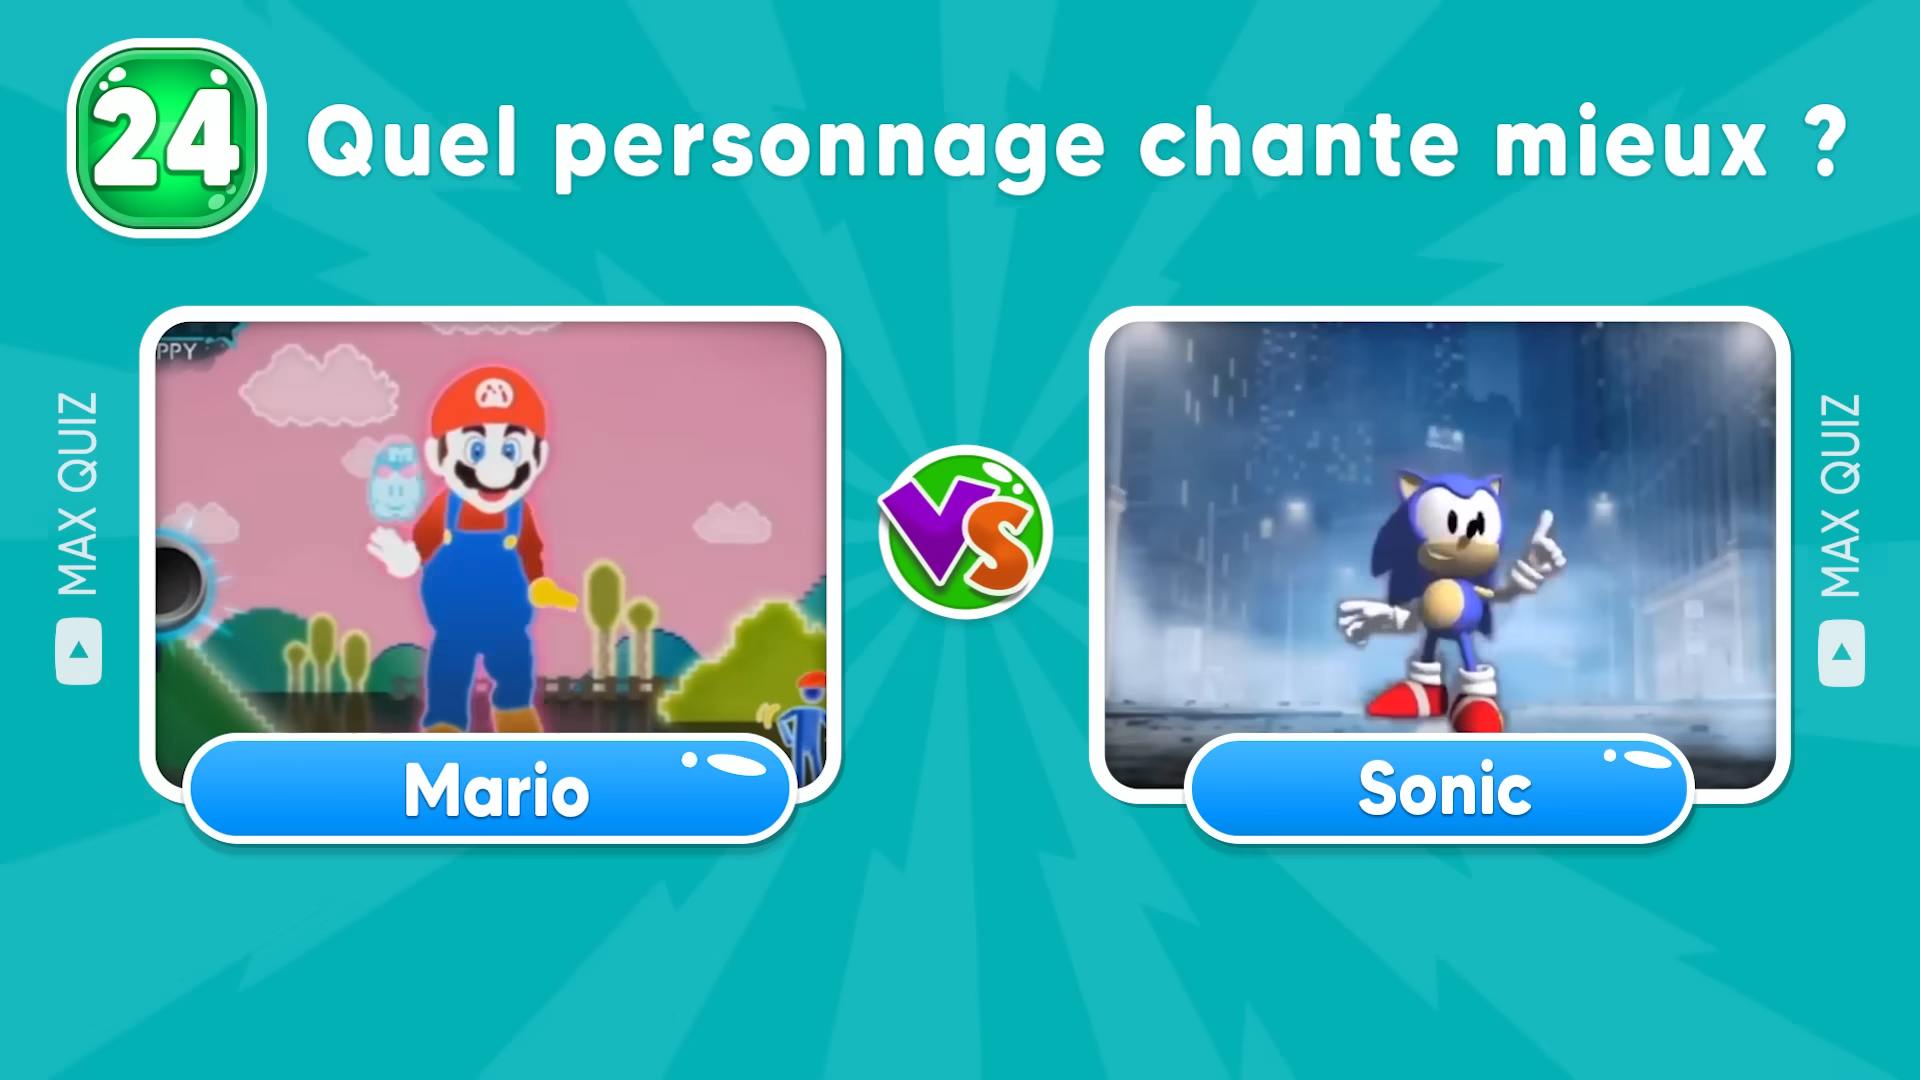 24
Quel personnage chante mieux ?
PPY
MAX QUIZ
VS
MAX QUIZ
Mario
Sonic